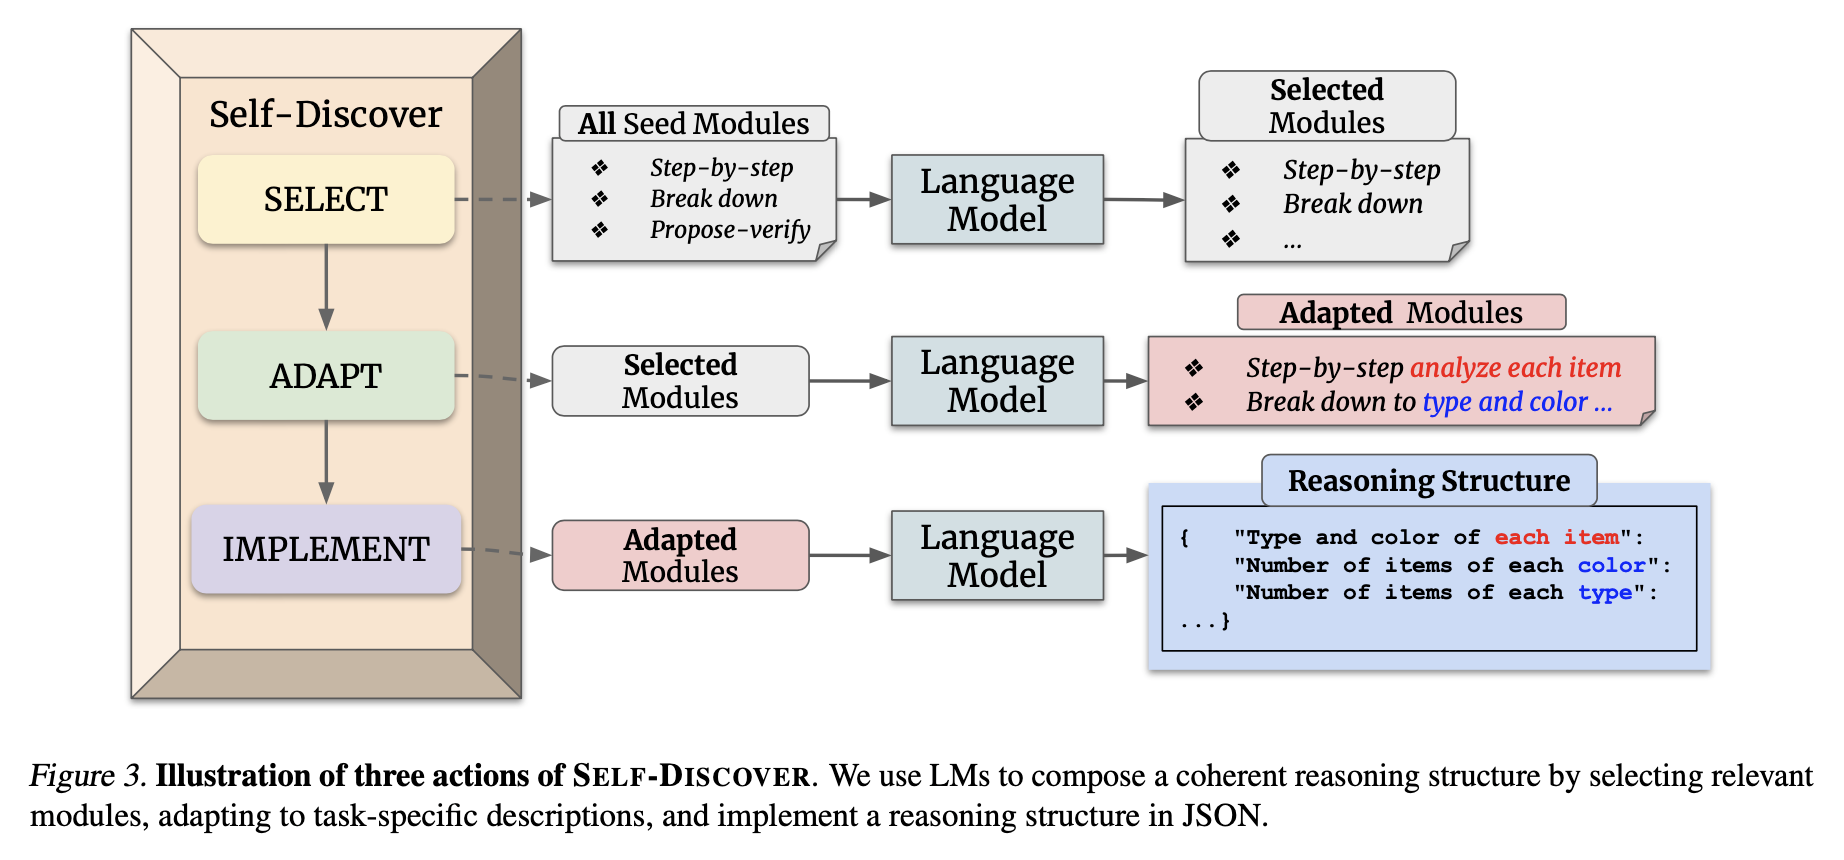 Self-Discover
SELECT
ADAPT
IMPLEMENT
All Seed Modules
❖ Step-by-step
❖ Break down
❖ Propose-verify
Language
Model
Selected
Modules
❖ Step-by-step
❖ Break down
❖ ...
Selected
Modules
Language
Model
Adapted Modules
❖ Step-by-step analyze each item
❖ Break down to type and color ...
Adapted
Modules
Language
Model
Reasoning Structure
{ "Type and color of each item":
"Number of items of each color":
"Number of items of each type":
...}
Figure 3. Illustration of three actions of SELF-DISCOVER. We use LMs to compose a coherent reasoning structure by selecting relevant
modules, adapting to task-specific descriptions, and implement a reasoning structure in JSON.